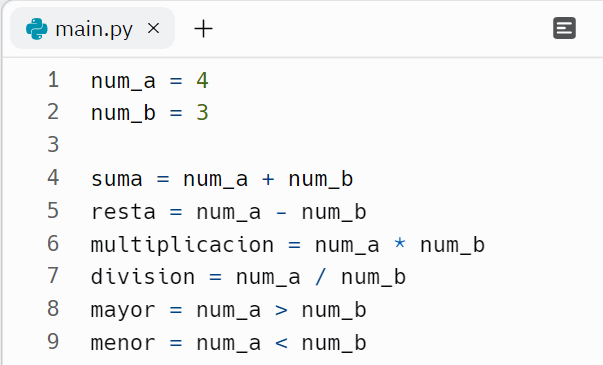 main.py × +
1 num_a = 4
2 num_b = 3
3
4 suma = num_a + num_b
5 resta = num_a - num_b
6 multiplicacion = num_a * num_b
7 division = num_a / num_b
8 mayor = num_a > num_b
9 menor = num_a < num_b